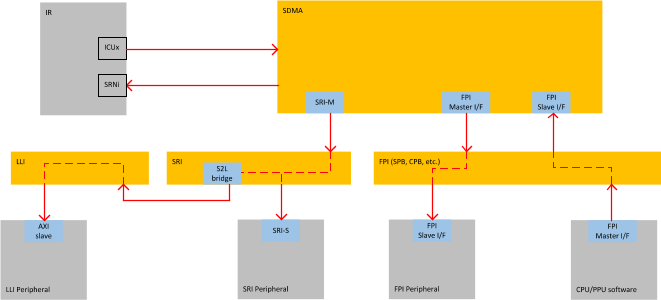 IR
SDMA
ICUx
SRNi
SRI-M
FPI
Master I/F
FPI
Slave I/F
LLI
SRI
S2L
bridge
FPI (SPB, CPB, etc.)
AXI
slave
SRI-S
FPI
Slave I/F
FPI
Master I/F
LLI Peripheral
SRI Peripheral
FPI Peripheral
CPU/PPU software